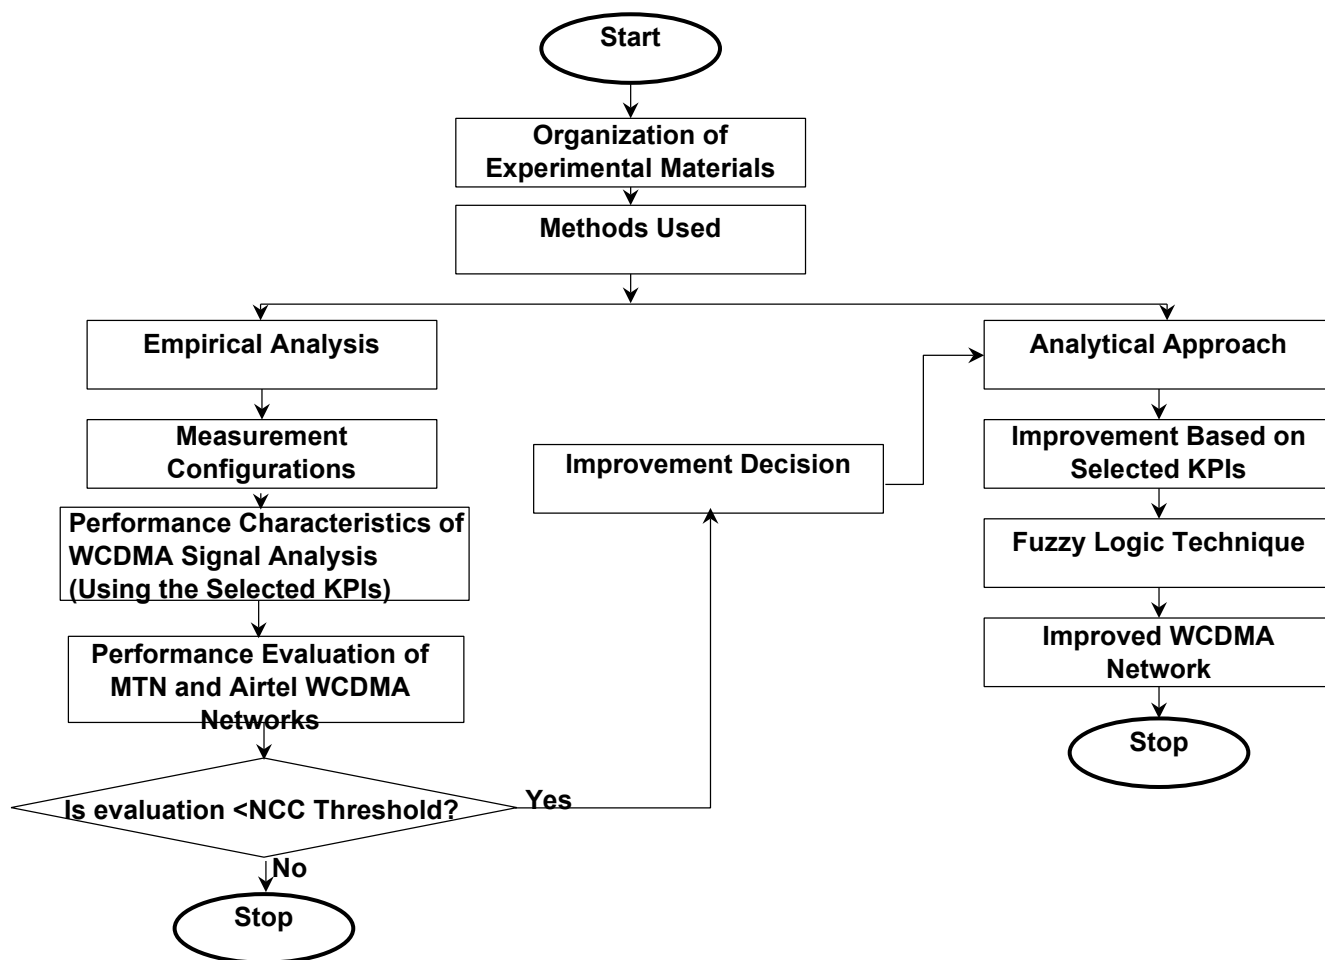 Start
Organization of
Experimental Materials
Methods Used
Empirical Analysis
Measurement
Configurations
Performance Characteristics of
WCDMA Signal Analysis
(Using the Selected KPIs)
Performance Evaluation of
MTN and Airtel WCDMA
Networks
Is evaluation <NCC Threshold?
Yes
No
Stop
Improvement Decision
Analytical Approach
Improvement Based on
Selected KPIs
Fuzzy Logic Technique
Improved WCDMA
Network
Stop